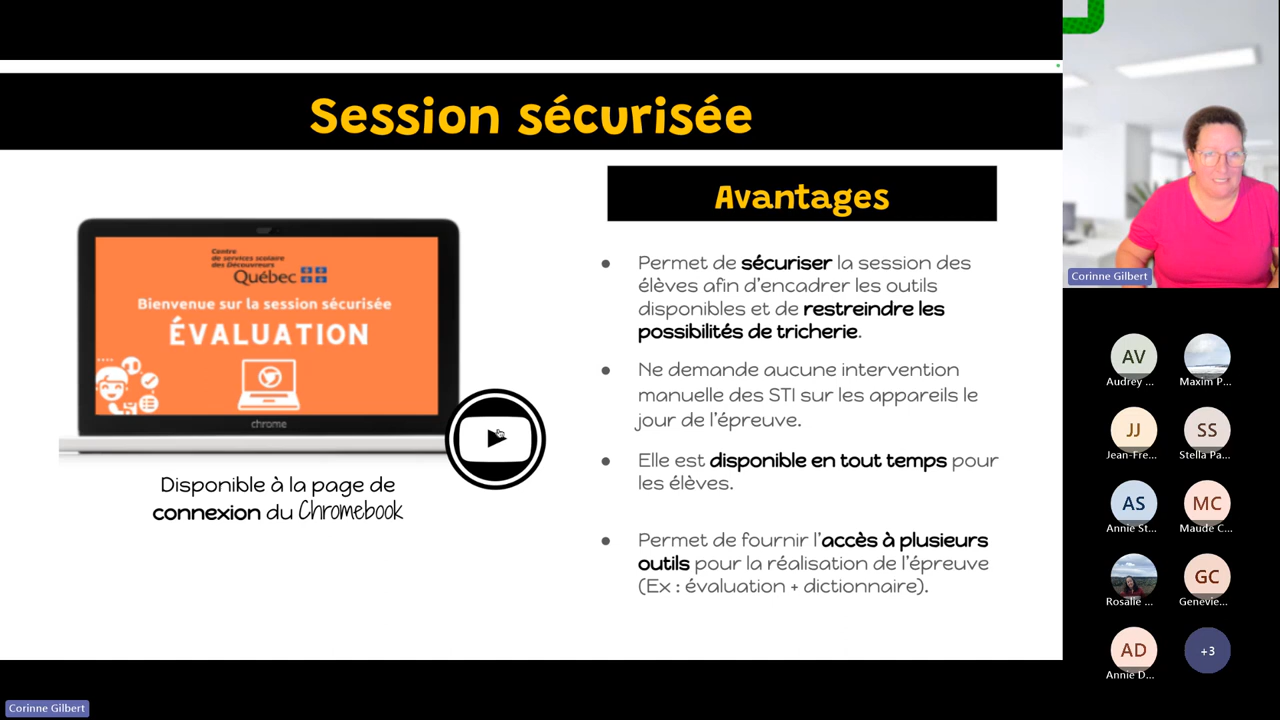 Session sécurisée
Avantages
Centre
de services scolaire
des Découvreurs
Québec
Bienvenue sur la session sécurisée
ÉVALUATION
chrome
Disponible à la page de
connexion du Chromebook
● Permet de sécuriser la session des
élèves afin d'encadrer les outils
disponibles et de restreindre les
possibilités de tricherie.
● Ne demande aucune intervention
manuelle des STI sur les appareils le
jour de l'épreuve.
● Elle est disponible en tout temps pour
les élèves.
● Permet de fournir l'accès à plusieurs
outils pour la réalisation de l'épreuve
(Ex : évaluation + dictionnaire).
Corinne Gilbert
AV
Audrey ...
Maxim P...
JJ
Jean-Fre...
SS
Stella Pa...
AS
Annie St...
MC
Maude C...
Rosalie ...
GC
Genevie...
AD
Annie D...
+3
Corinne Gilbert